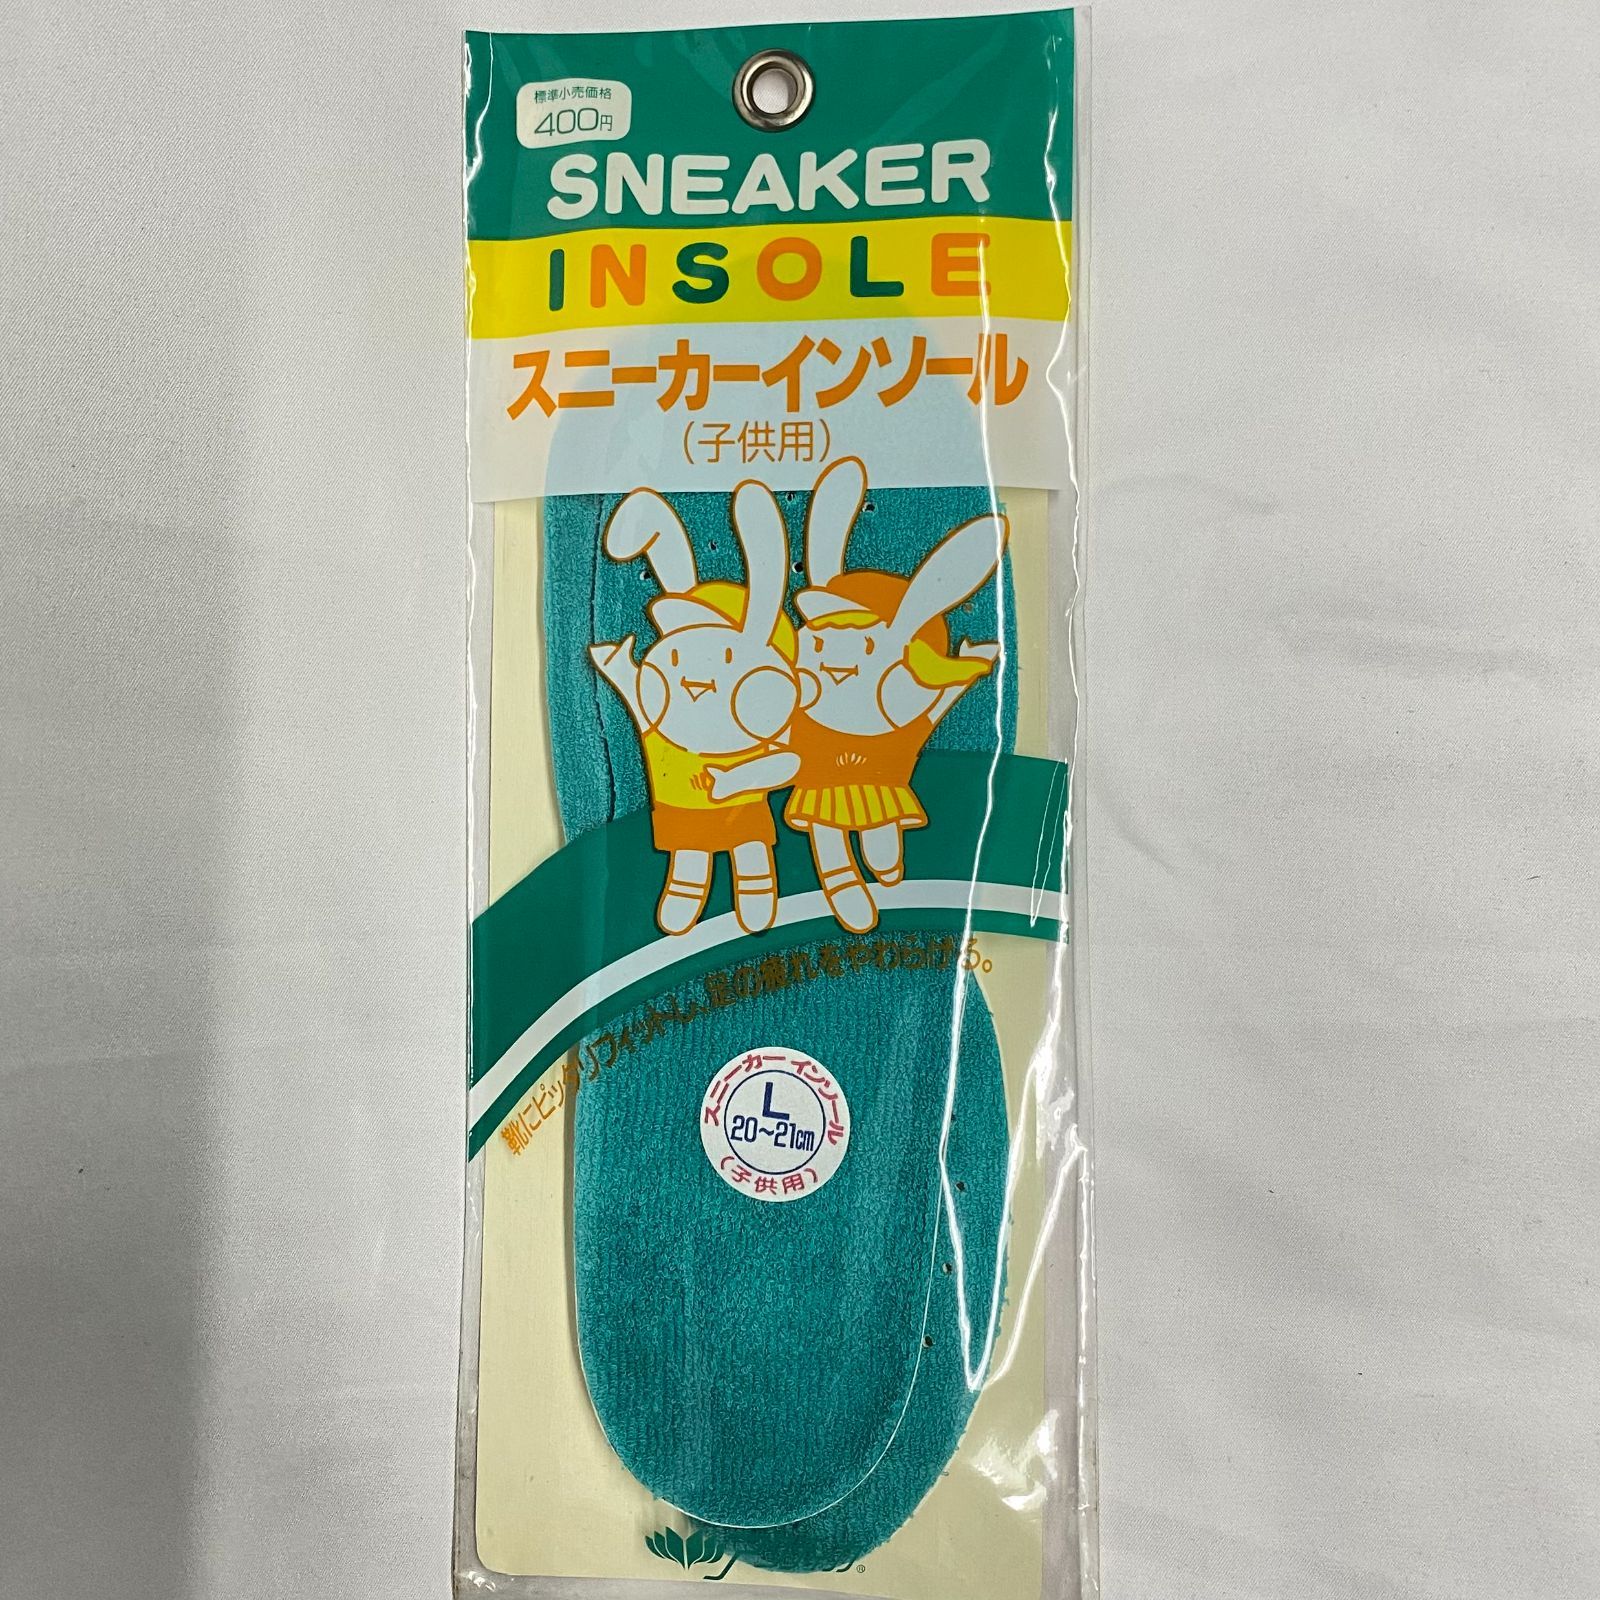 標準小売価格
400円
SNEAKER
INSOLE
スニーカーインソール
(子供用)
靴にピッタリフィットし、足の疲れをやわらげる。
スニーカー インソール
L
20~21cm
(子供用)
®